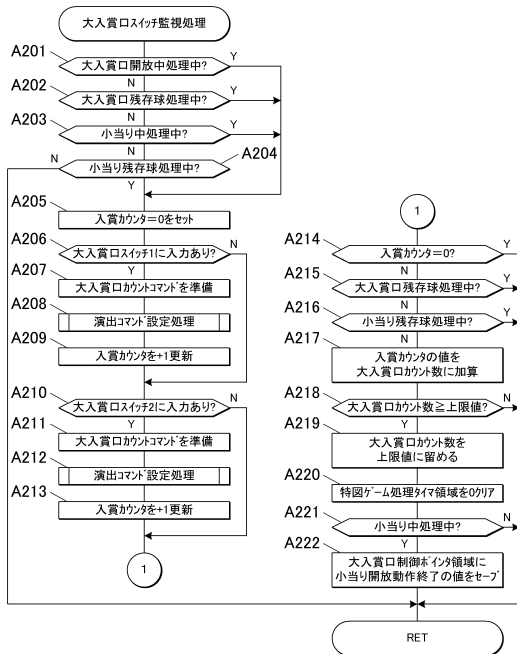 大入賞口スイッチ監視処理
A201
大入賞口開放中処理中?
Y
N
A202
大入賞口残存球処理中?
Y
N
A203
小当り中処理中?
Y
N
A204
小当り残存球処理中?
N
Y
A205
入賞カウンタ=0をセット
A206
大入賞口スイッチ1に入力あり?
N
Y
A207
大入賞口カウントコマンドを準備
A208
演出コマンド設定処理
A209
入賞カウンタを+1更新
A210
大入賞口スイッチ2に入力あり?
N
Y
A211
大入賞口カウントコマンドを準備
A212
演出コマンド設定処理
A213
入賞カウンタを+1更新
1
1
A214
入賞カウンタ=0?
Y
N
A215
大入賞口残存球処理中?
Y
N
A216
小当り残存球処理中?
Y
N
A217
入賞カウンタの値を
大入賞口カウント数に加算
A218
大入賞口カウント数≧上限値?
N
Y
A219
大入賞口カウント数を
上限値に留める
A220
特図ゲーム処理タイマ領域を0クリア
A221
小当り中処理中?
N
Y
A222
大入賞口制御ポインタ領域に
小当り開放動作終了の値をセーブ
RET